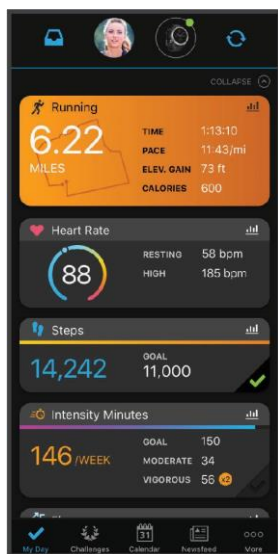 COLLAPSE
Running
6.22
MILES
TIME 1:13:10
PACE 11:43/mi
ELEV. GAIN 73 ft
CALORIES 600
Heart Rate
88
RESTING 58 bpm
HIGH 185 bpm
Steps
14,242
GOAL
11,000
Intensity Minutes
146/WEEK
GOAL 150
MODERATE 34
VIGOROUS 56 x2
31
My Day Challenges Calendar Newsfeed More